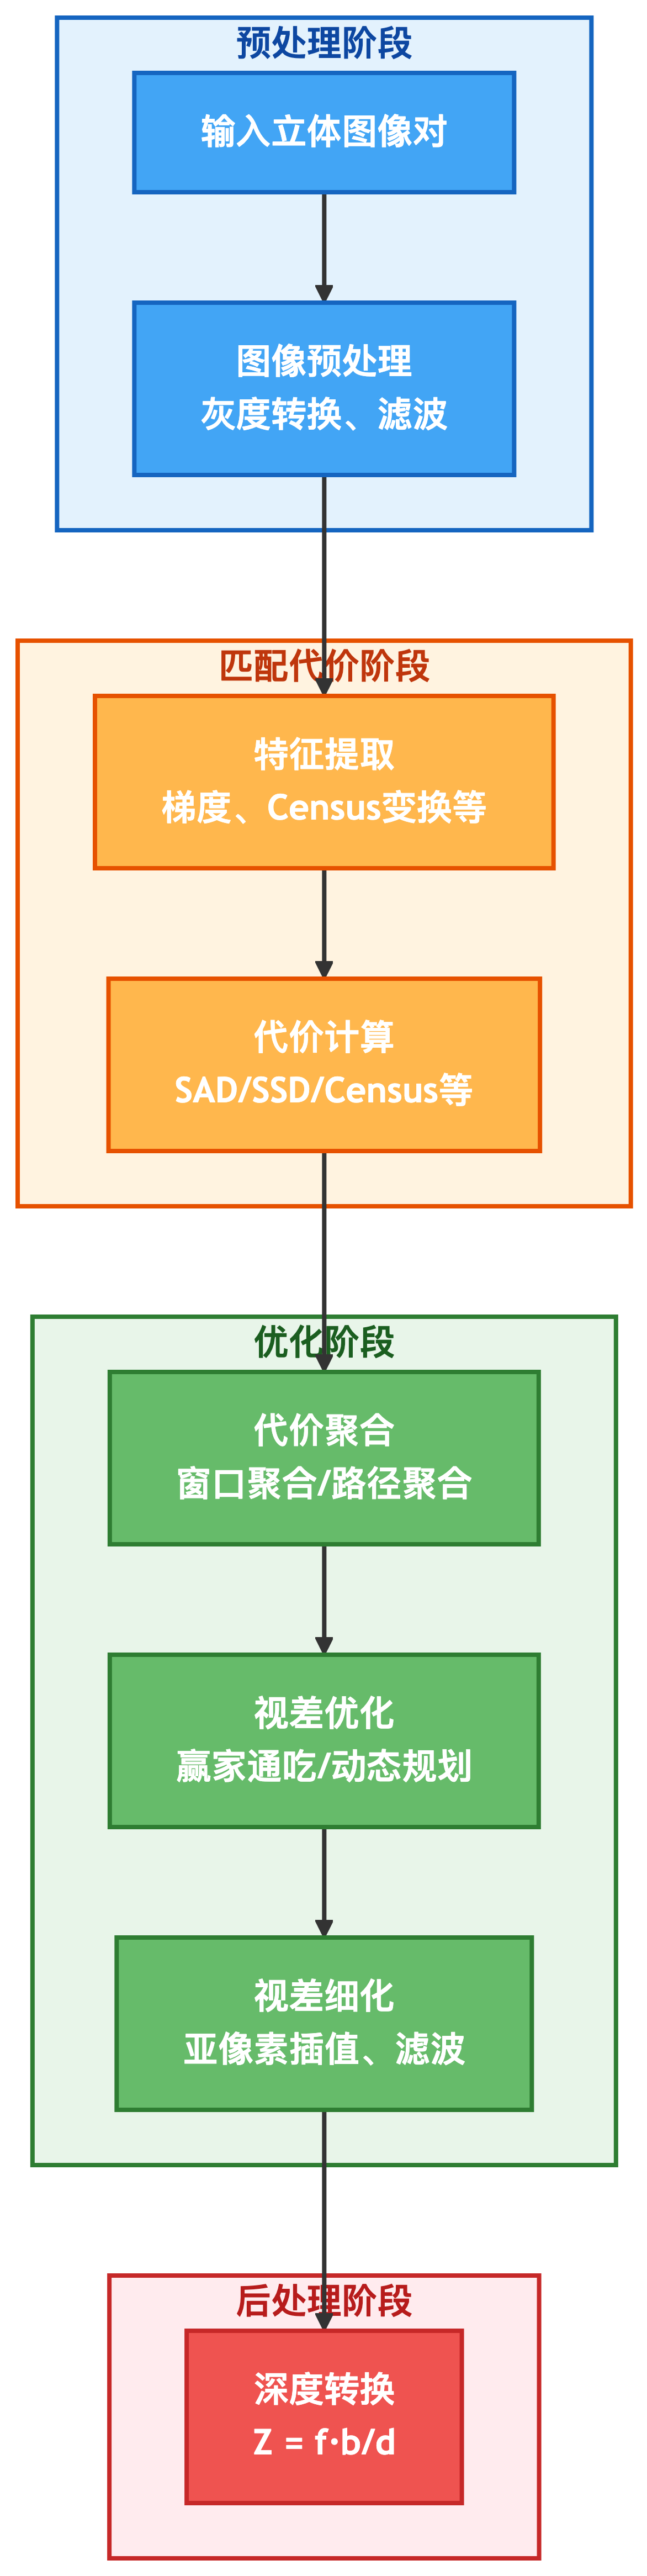 预处理阶段
输入立体图像对
图像预处理
灰度转换、滤波
匹配代价阶段
特征提取
梯度、Census变换等
代价计算
SAD/SSD/Census等
优化阶段
代价聚合
窗口聚合/路径聚合
视差优化
赢家通吃/动态规划
视差细化
亚像素插值、滤波
后处理阶段
深度转换
Z = f·b/d